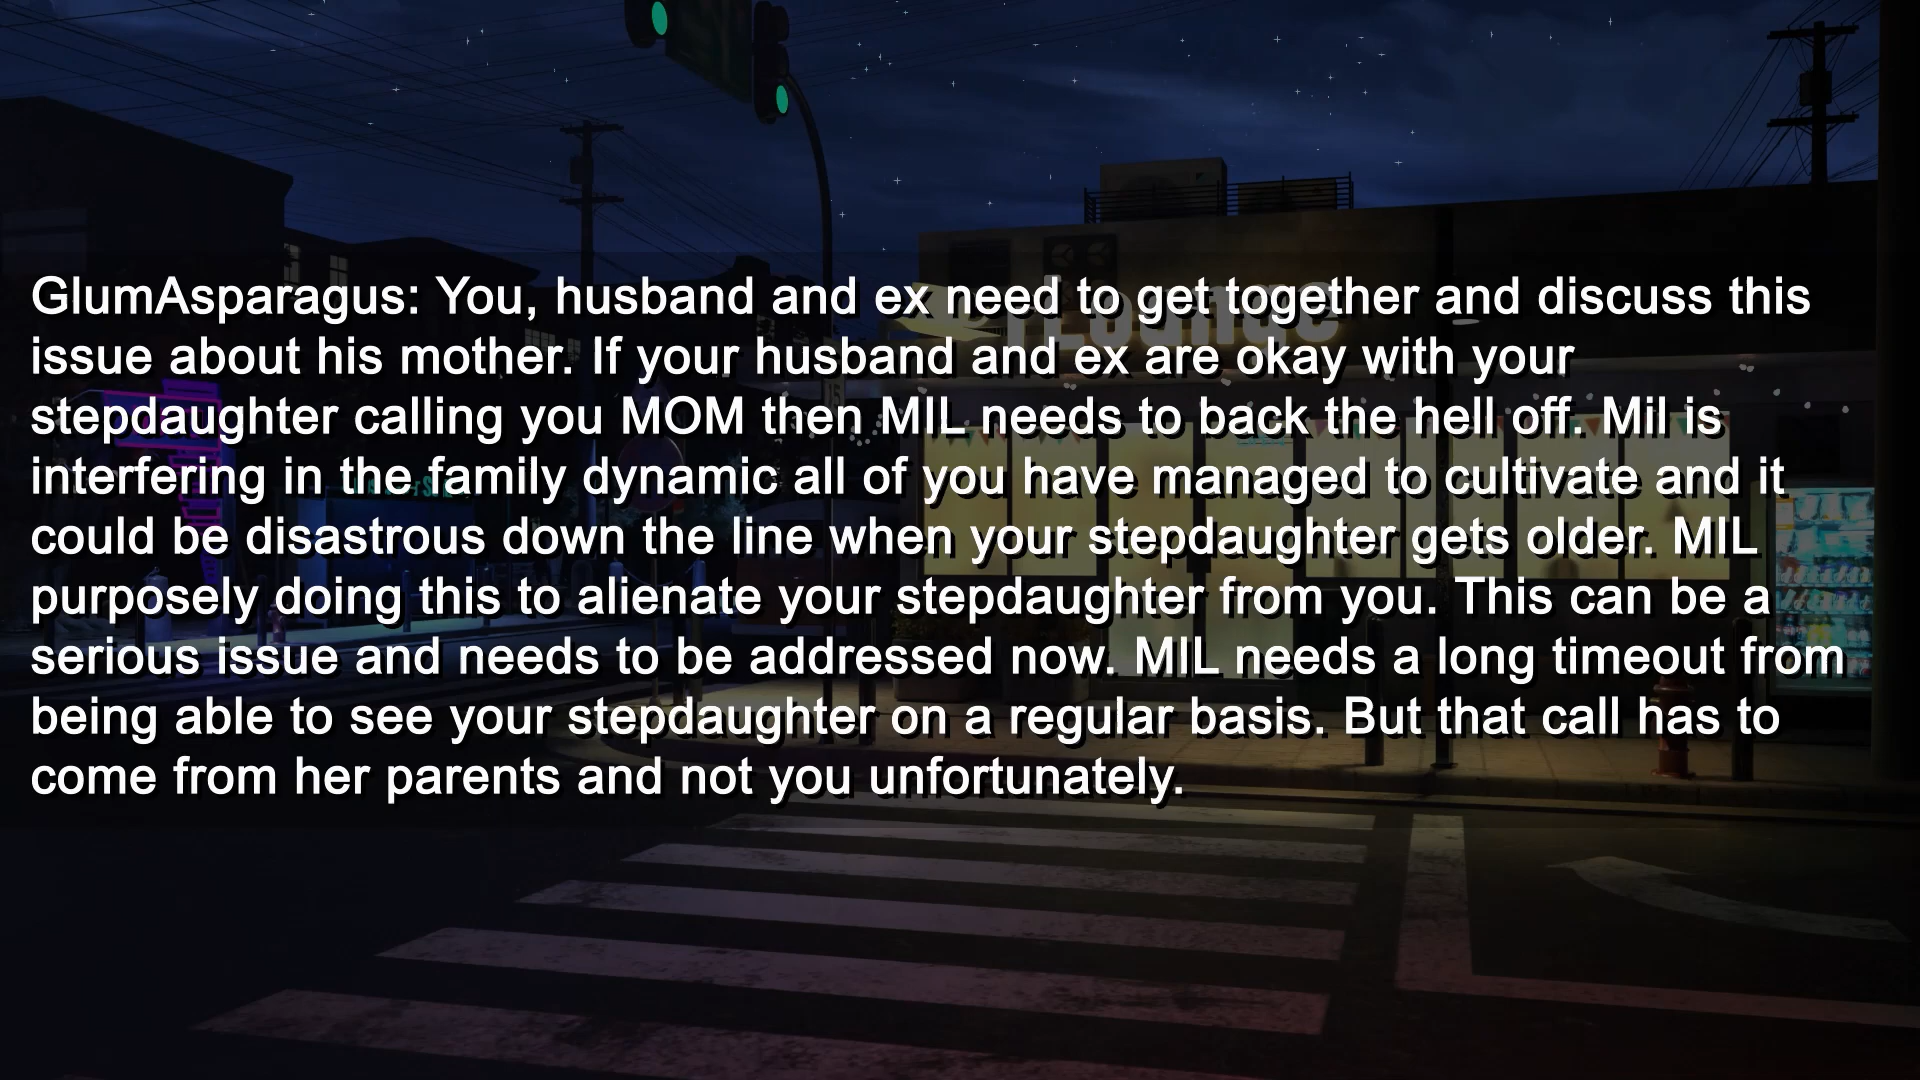 GlumAsparagus: You, husband and ex need to get together and discuss this
issue about his mother. If your husband and ex are okay with your
stepdaughter calling you MOM then MIL needs to back the hell off. Mil is
interfering in the family dynamic all of you have managed to cultivate and it
could be disastrous down the line when your stepdaughter gets older. MIL
purposely doing this to alienate your stepdaughter from you. This can be a
serious issue and needs to be addressed now. MIL needs a long timeout from
being able to see your stepdaughter on a regular basis. But that call has to
come from her parents and not you unfortunately.